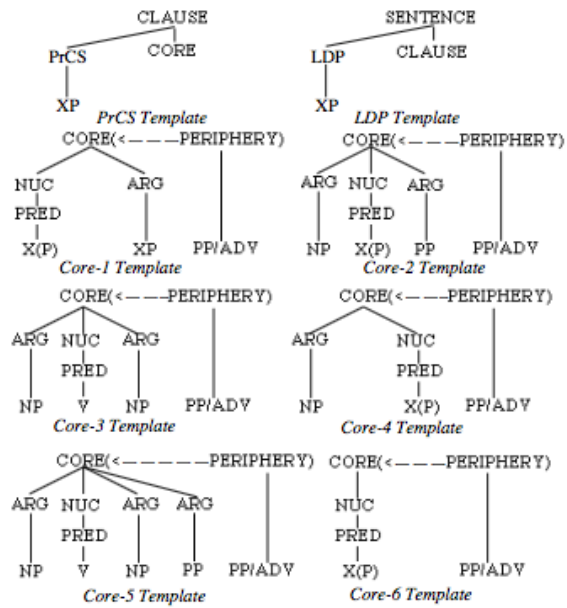 CLAUSE SENTENCE
PrCS CORE LDP CLAUSE
XP XP
PrCS Template LDP Template
CORE(<– – –PERIPHERY) CORE(<– – –PERIPHERY)
NUC ARG ARG NUC ARG
PRED PRED
X(P) XP PP/ADV NP X(P) PP PP/ADV
Core-1 Template Core-2 Template
CORE(<– – –PERIPHERY) CORE(<– – –PERIPHERY)
ARG NUC ARG ARG NUC
PRED PRED
NP V NP PP/ADV NP X(P) PP/ADV
Core-3 Template Core-4 Template
CORE(<– – – – –PERIPHERY) CORE(<– – – –PERIPHERY)
ARG NUC ARG ARG NUC
PRED PRED
NP V NP PP PP/ADV X(P) PP/ADV
Core-5 Template Core-6 Template